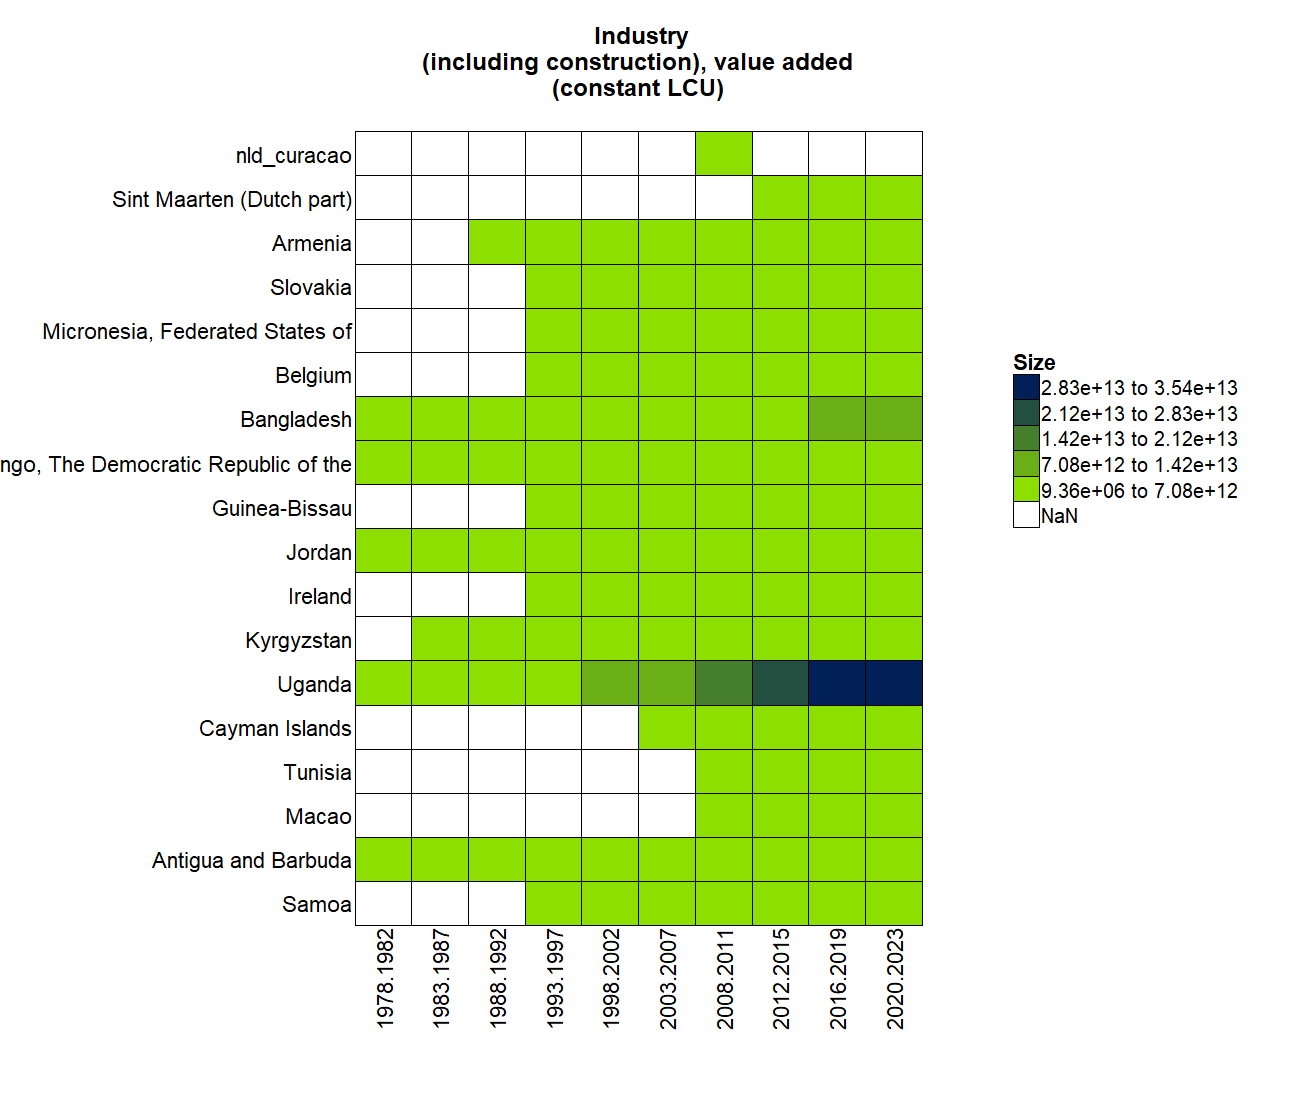 Industry
(including construction), value added
(constant LCU)
nld_curacao
Sint Maarten (Dutch part)
Armenia
Slovakia
Micronesia, Federated States of
Belgium
Bangladesh
ngo, The Democratic Republic of the
Guinea-Bissau
Jordan
Ireland
Kyrgyzstan
Uganda
Cayman Islands
Tunisia
Macao
Antigua and Barbuda
Samoa
1978.1982
1983.1987
1988.1992
1993.1997
1998.2002
2003.2007
2008.2011
2012.2015
2016.2019
2020.2023
Size
2.83e+13 to 3.54e+13
2.12e+13 to 2.83e+13
1.42e+13 to 2.12e+13
7.08e+12 to 1.42e+13
9.36e+06 to 7.08e+12
NaN